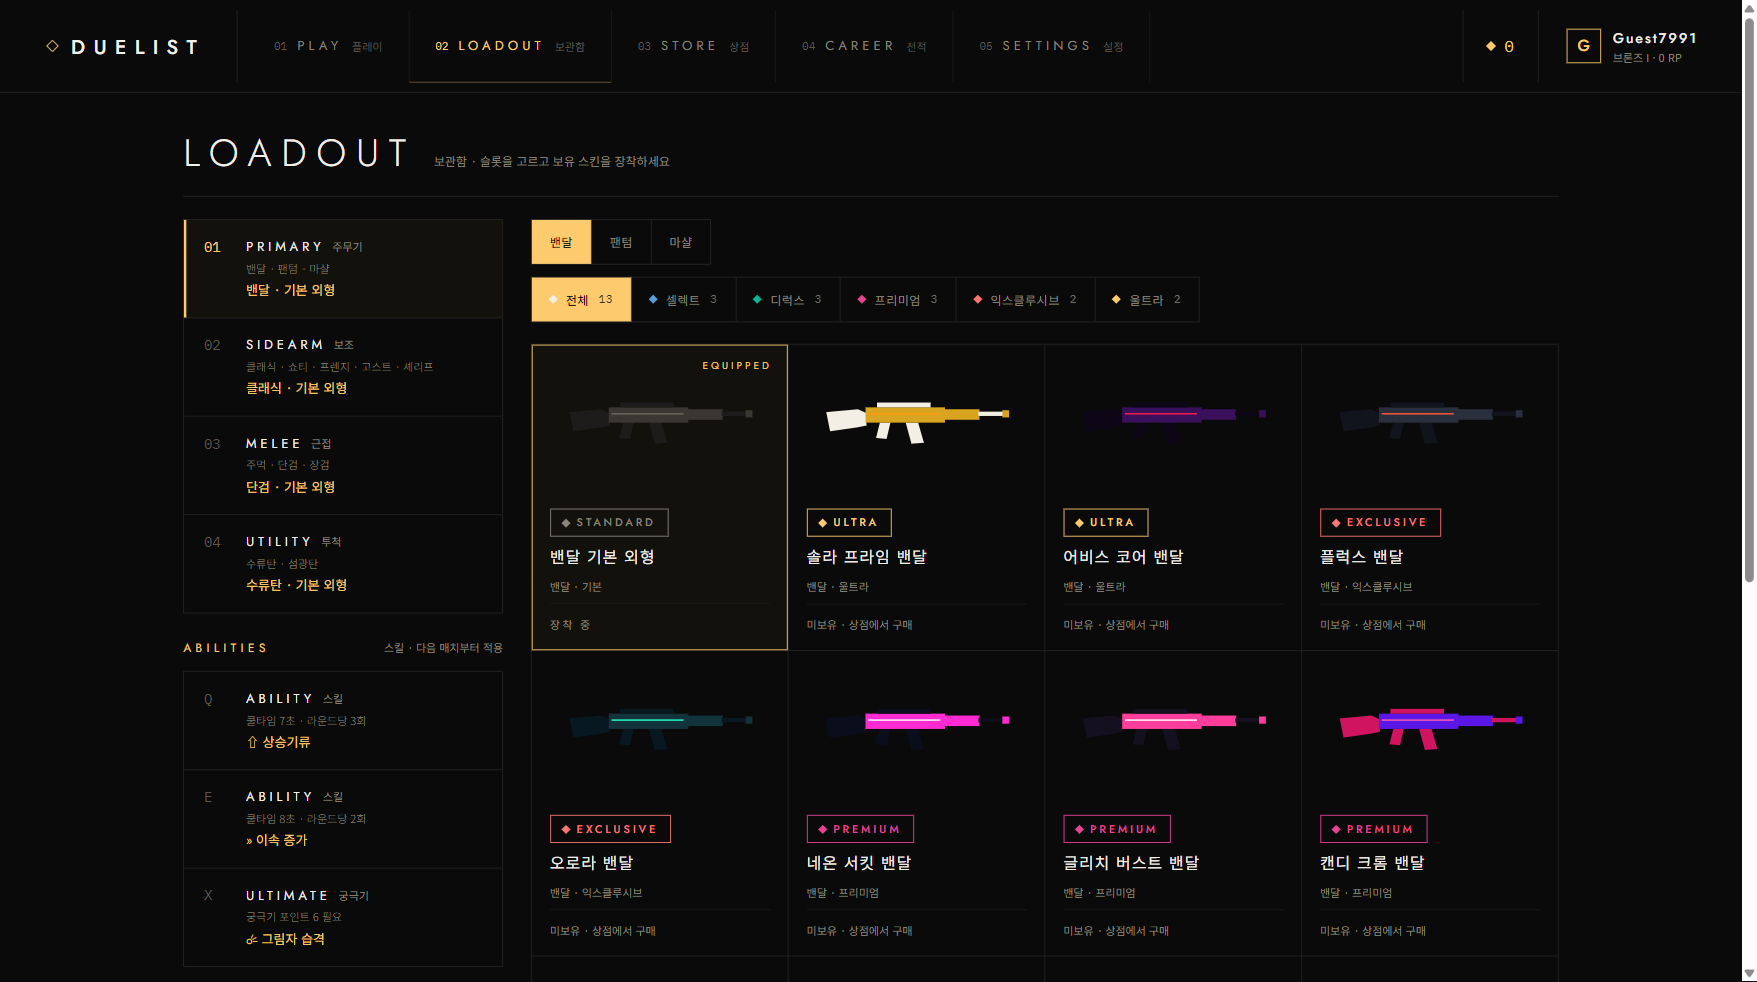 DUELIST
01 PLAY 플레이
02 LOADOUT 보관함
03 STORE 상점
04 CAREER 전적
05 SETTINGS 설정
0
G
Guest7991
브론즈 I · 0 RP
LOADOUT
보관함 · 슬롯을 고르고 보유 스킨을 장착하세요
01 PRIMARY 주무기
밴달 · 팬텀 · 마샬
밴달 · 기본 외형
02 SIDEARM 보조
클래식 · 쇼티 · 프렌지 · 고스트 · 셰리프
클래식 · 기본 외형
03 MELEE 근접
주먹 · 단검 · 장검
단검 · 기본 외형
04 UTILITY 투척
수류탄 · 섬광탄
수류탄 · 기본 외형
ABILITIES 스킬 · 다음 매치부터 적용
Q ABILITY 스킬
쿨타임 7초 · 라운드당 3회
⇧ 상승기류
E ABILITY 스킬
쿨타임 8초 · 라운드당 2회
» 이속 증가
X ULTIMATE 궁극기
궁극기 포인트 6 필요
그림자 습격
밴달 팬텀 마샬
전체 13 셀렉트 3 디럭스 3 프리미엄 3 익스클루시브 2 울트라 2
EQUIPPED
STANDARD
밴달 기본 외형
밴달 · 기본
장착 중
ULTRA
솔라 프라임 밴달
밴달 · 울트라
미보유 · 상점에서 구매
ULTRA
어비스 코어 밴달
밴달 · 울트라
미보유 · 상점에서 구매
EXCLUSIVE
플럭스 밴달
밴달 · 익스클루시브
미보유 · 상점에서 구매
EXCLUSIVE
오로라 밴달
밴달 · 익스클루시브
미보유 · 상점에서 구매
PREMIUM
네온 서킷 밴달
밴달 · 프리미엄
미보유 · 상점에서 구매
PREMIUM
글리치 버스트 밴달
밴달 · 프리미엄
미보유 · 상점에서 구매
PREMIUM
캔디 크롬 밴달
밴달 · 프리미엄
미보유 · 상점에서 구매